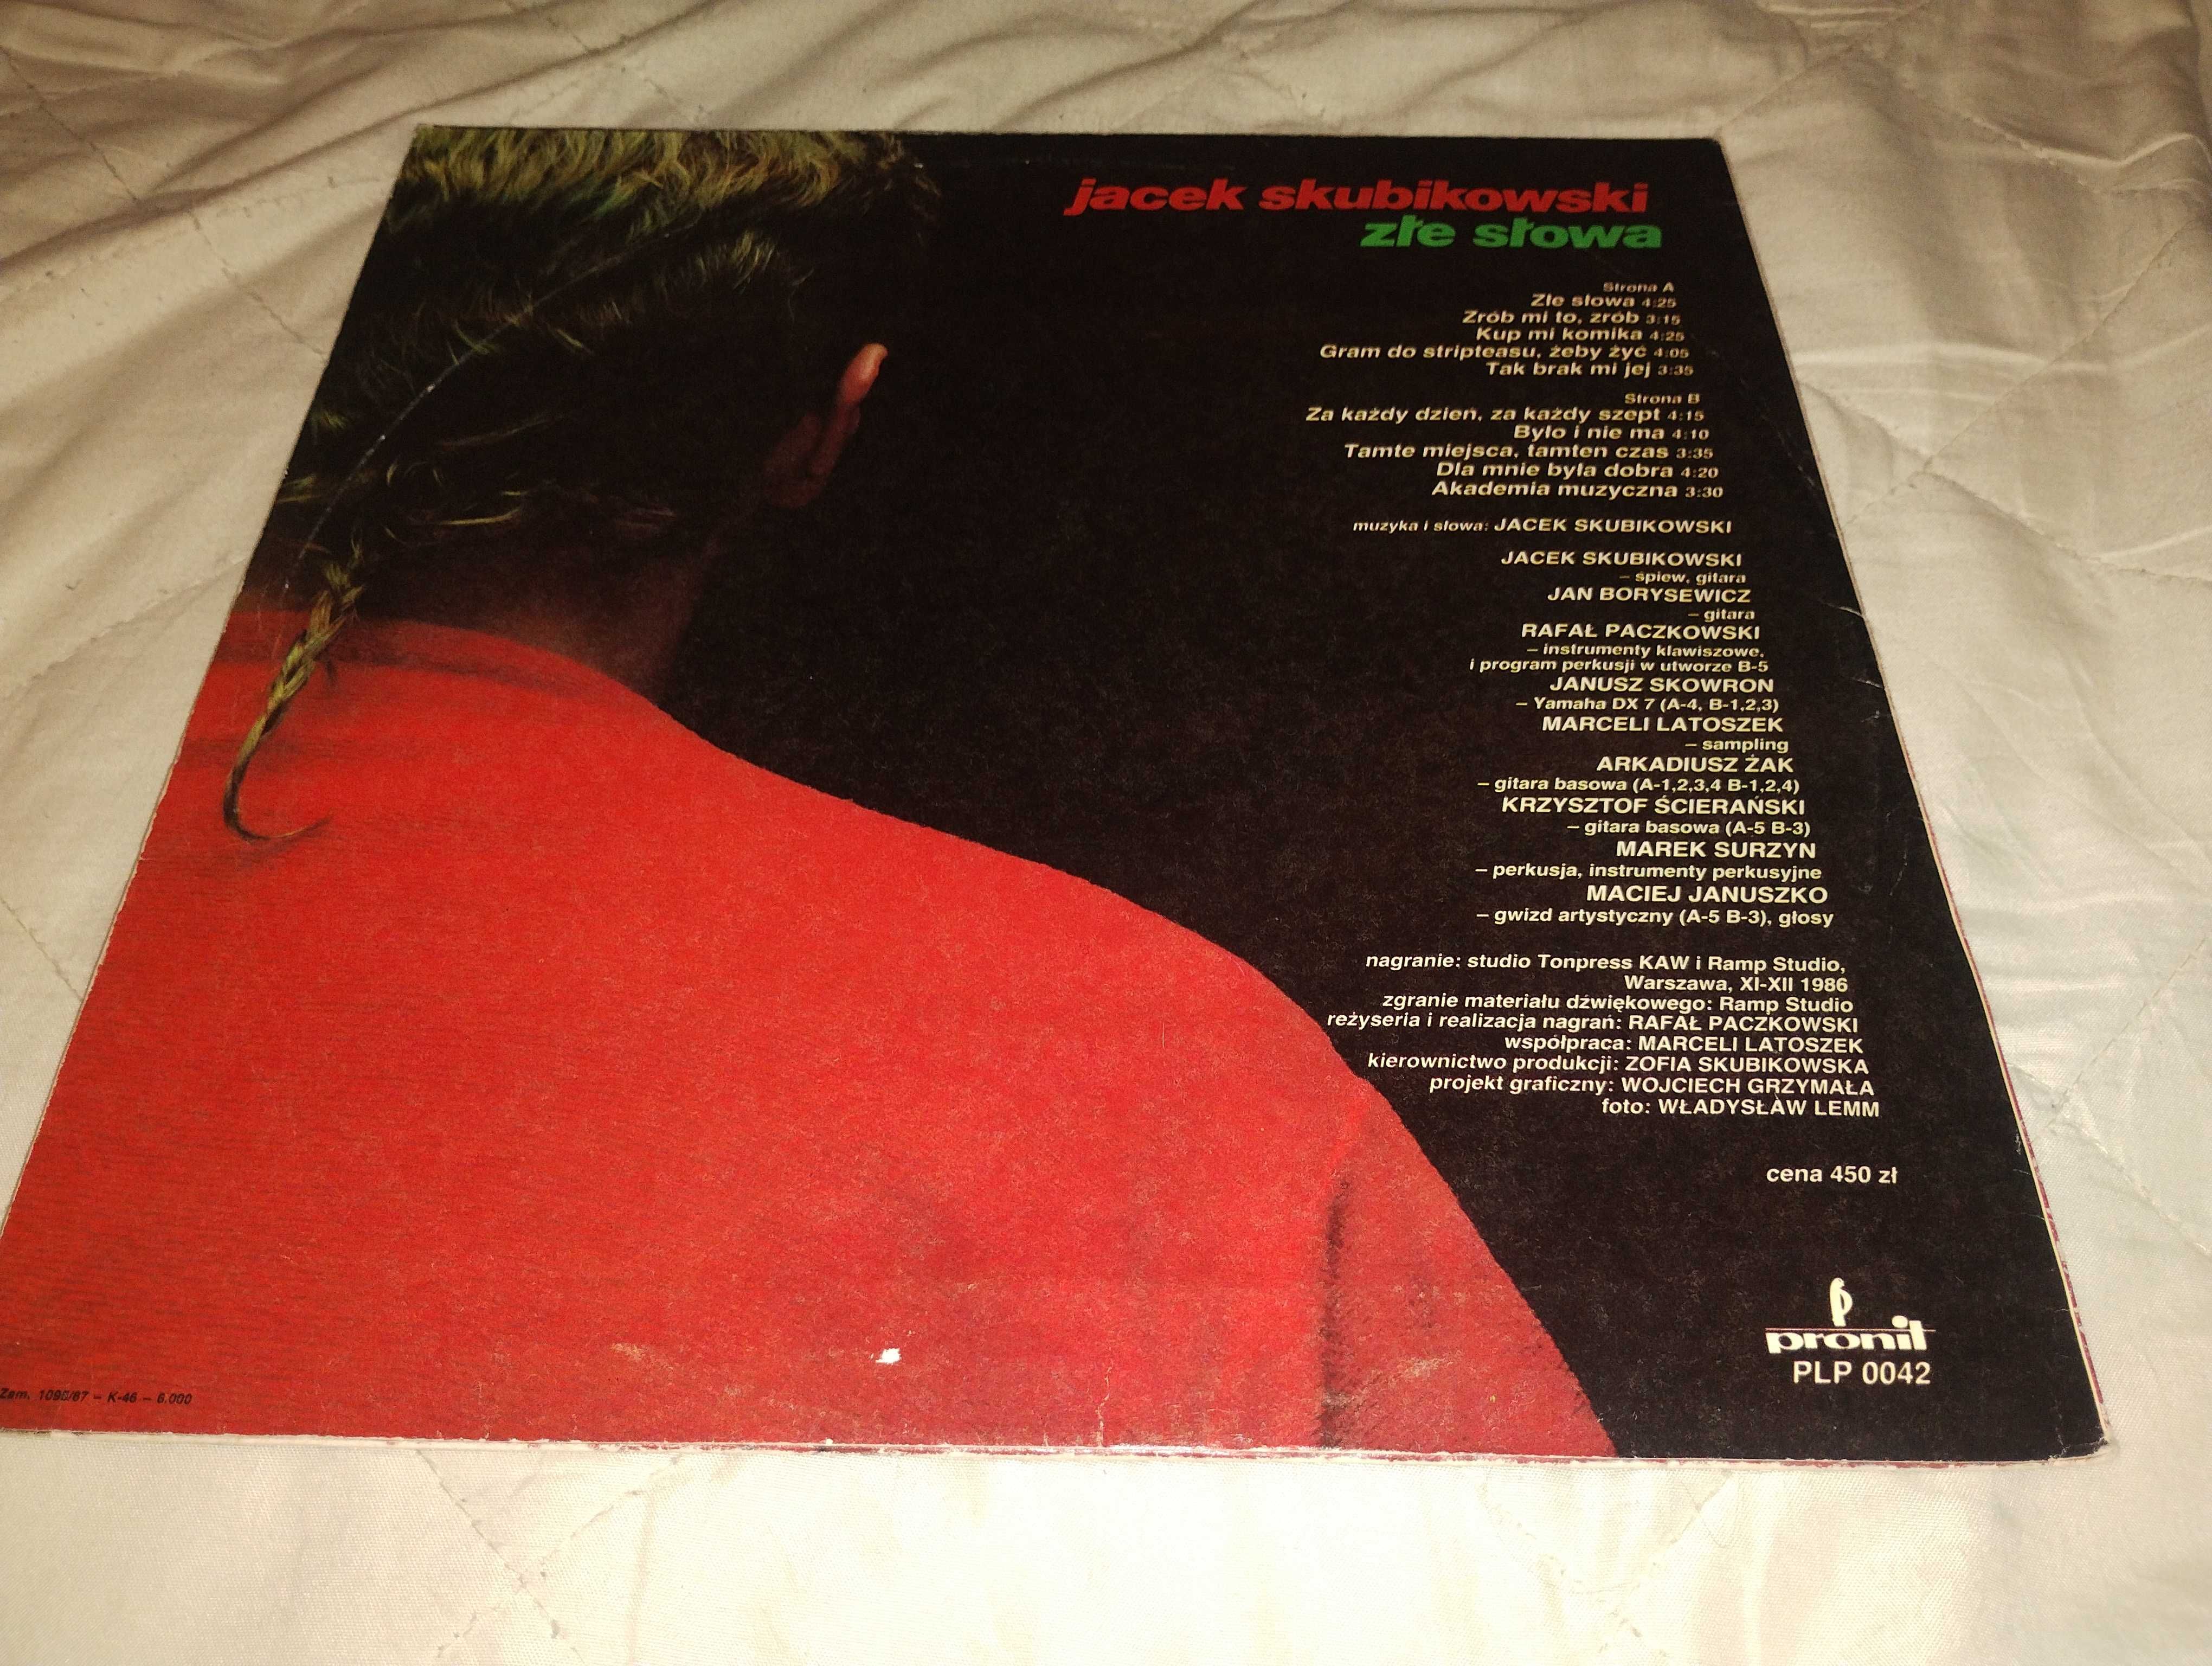 jacek skubikowski
złe słowa
Strona A
Złe słowa 4:25
Zrób mi to, zrób 3:15
Kup mi komika 4:25
Gram do stripteasu, żeby żyć 4:05
Tak brak mi jej 3:35
Strona B
Za każdy dzień, za każdy szept 4:15
Było i nie ma 4:10
Tamte miejsca, tamten czas 3:35
Dla mnie była dobra 4:20
Akademia muzyczna 3:30
muzyka i słowa: JACEK SKUBIKOWSKI
JACEK SKUBIKOWSKI
– śpiew, gitara
JAN BORYSEWICZ
– gitara
RAFAŁ PACZKOWSKI
– instrumenty klawiszowe,
i program perkusji w utworze B-5
JANUSZ SKOWRON
– Yamaha DX 7 (A-4, B-1,2,3)
MARCELI LATOSZEK
– sampling
ARKADIUSZ ŻAK
– gitara basowa (A-1,2,3,4 B-1,2,4)
KRZYSZTOF ŚCIERAŃSKI
– gitara basowa (A-5 B-3)
MAREK SURZYN
– perkusja, instrumenty perkusyjne
MACIEJ JANUSZKO
– gwizd artystyczny (A-5 B-3), głosy
nagranie: studio Tonpress KAW i Ramp Studio,
Warszawa, XI-XII 1986
zgranie materiału dźwiękowego: Ramp Studio
reżyseria i realizacja nagrań: RAFAŁ PACZKOWSKI
współpraca: MARCELI LATOSZEK
kierownictwo produkcji: ZOFIA SKUBIKOWSKA
projekt graficzny: WOJCIECH GRZYMAŁA
foto: WŁADYSŁAW LEMM
cena 450 zł
pronit
PLP 0042
Zam. – K-46 – 6.000